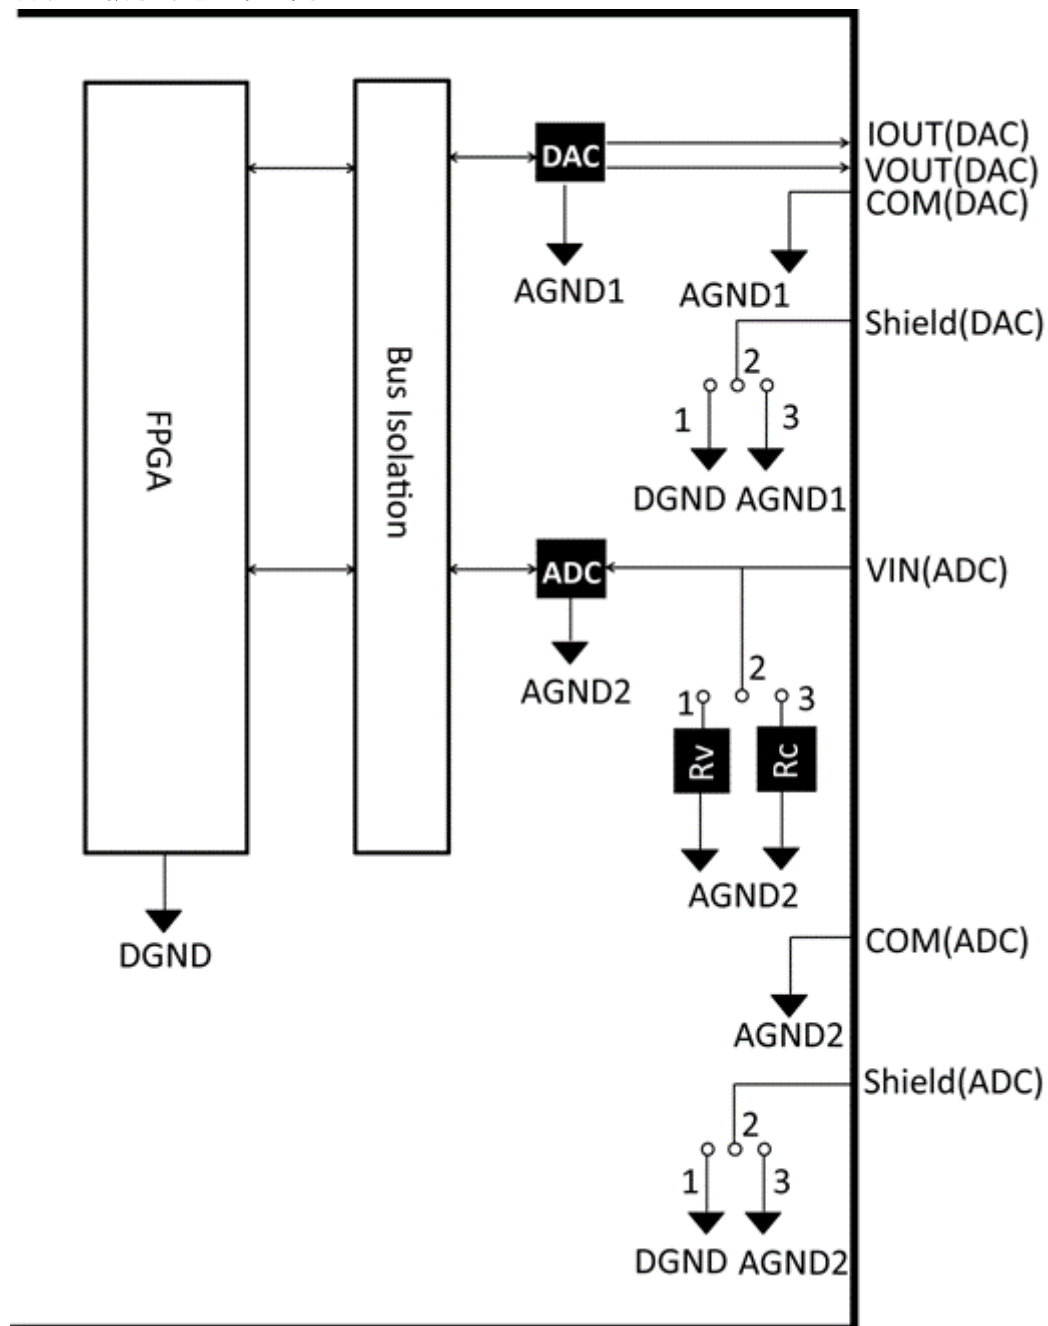 DAC
IOUT(DAC)
VOUT(DAC)
COM(DAC)
AGND1
AGND1
Shield(DAC)
2
1
3
DGND
AGND1
FPGA
Bus Isolation
ADC
VIN(ADC)
AGND2
2
1
3
Rv
Rc
AGND2
DGND
COM(ADC)
AGND2
Shield(ADC)
2
1
3
DGND
AGND2